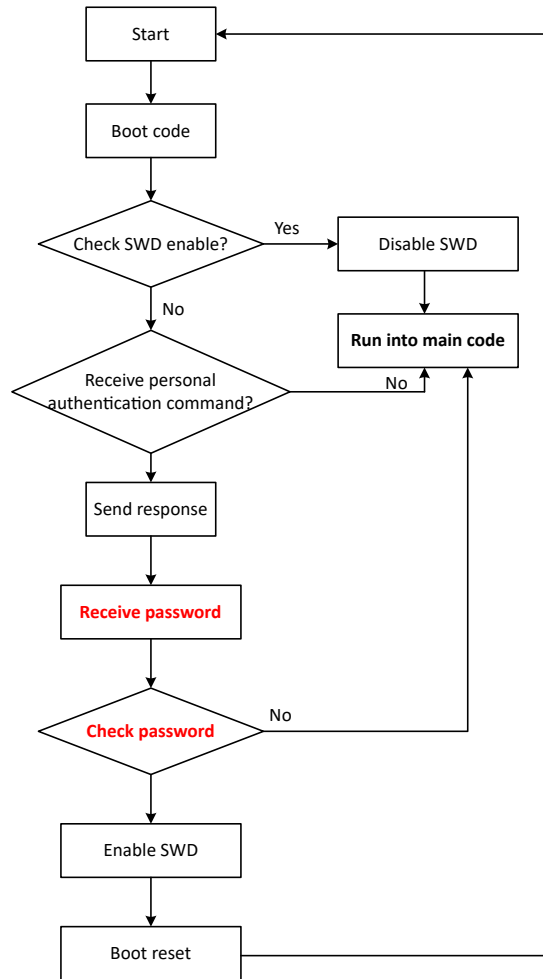 Start
Boot code
Check SWD enable?
Yes
Disable SWD
No
Run into main code
Receive personal
authentication command?
No
Send response
Receive password
Check password
No
Enable SWD
Boot reset